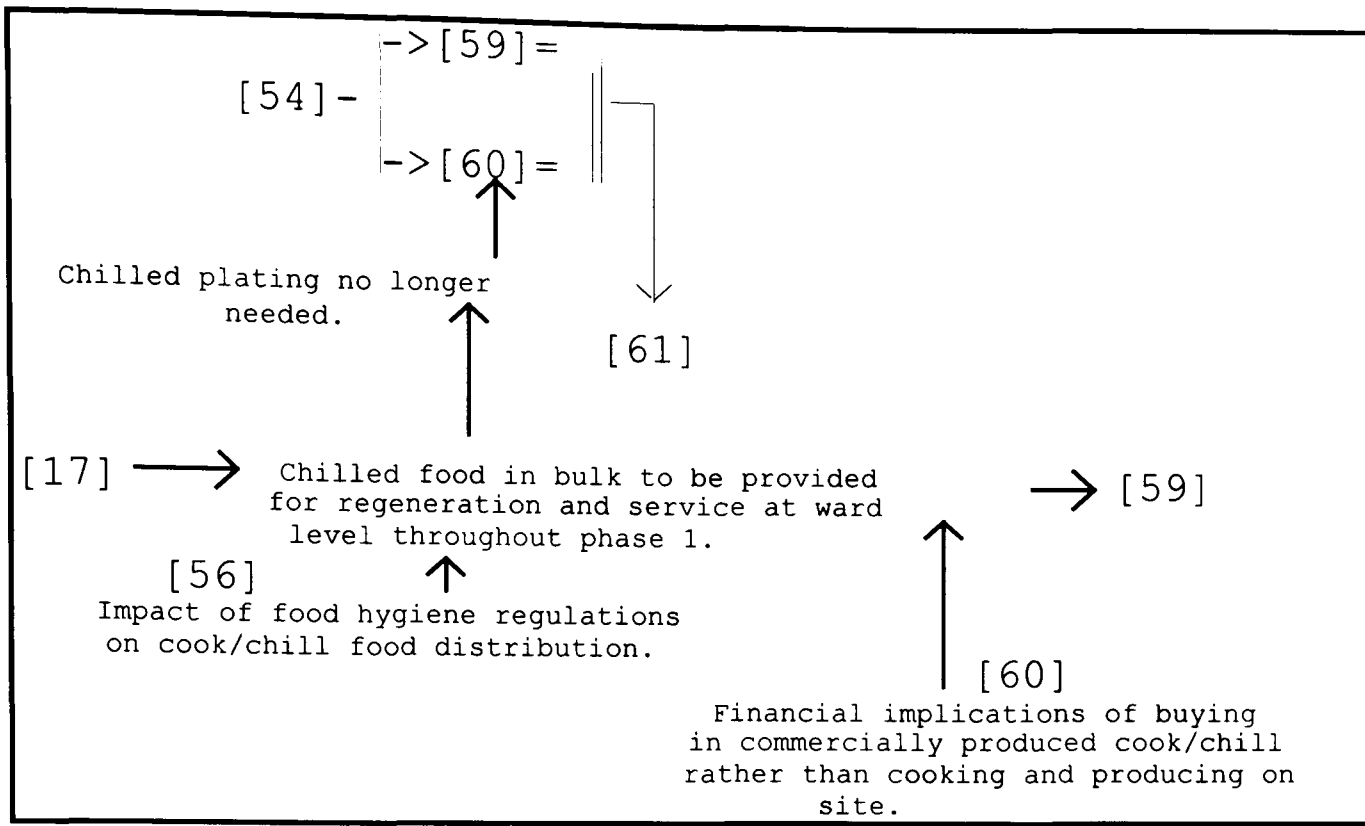 ->[59]=
[54]-
->[60]=
Chilled plating no longer
needed.
[61]
[17]
Chilled food in bulk to be provided
for regeneration and service at ward
level throughout phase 1.
[59]
[56]
Impact of food hygiene regulations
on cook/chill food distribution.
[60]
Financial implications of buying
in commercially produced cook/chill
rather than cooking and producing on
site.